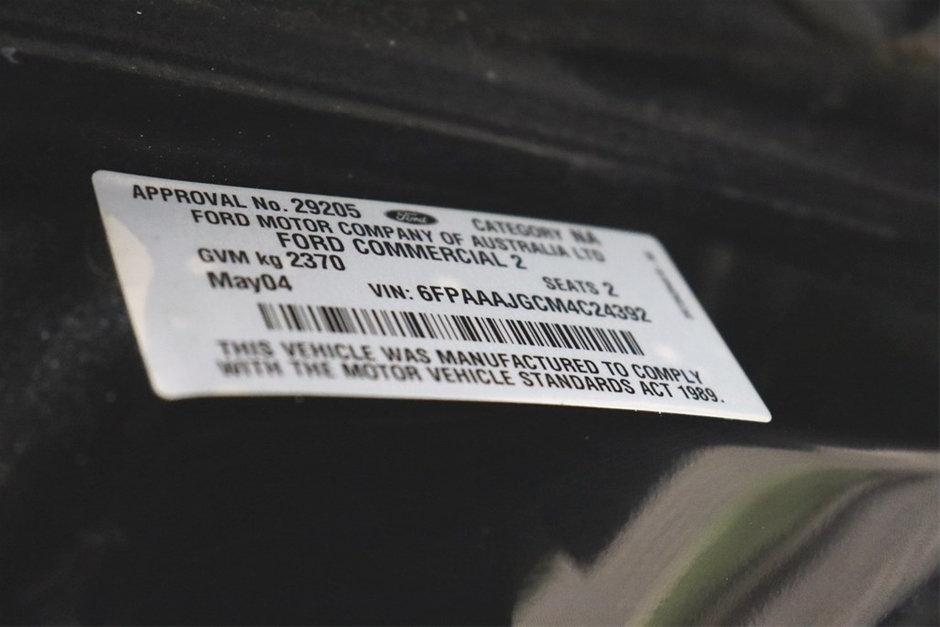 APPROVAL No. 29205 Ford CATEGORY NA
FORD MOTOR COMPANY OF AUSTRALIA LTD
FORD COMMERCIAL 2
GVM kg 2370 SEATS 2
May04 VIN: 6FPAAAJGCM4C24392
THIS VEHICLE WAS MANUFACTURED TO COMPLY
WITH THE MOTOR VEHICLE STANDARDS ACT 1989.